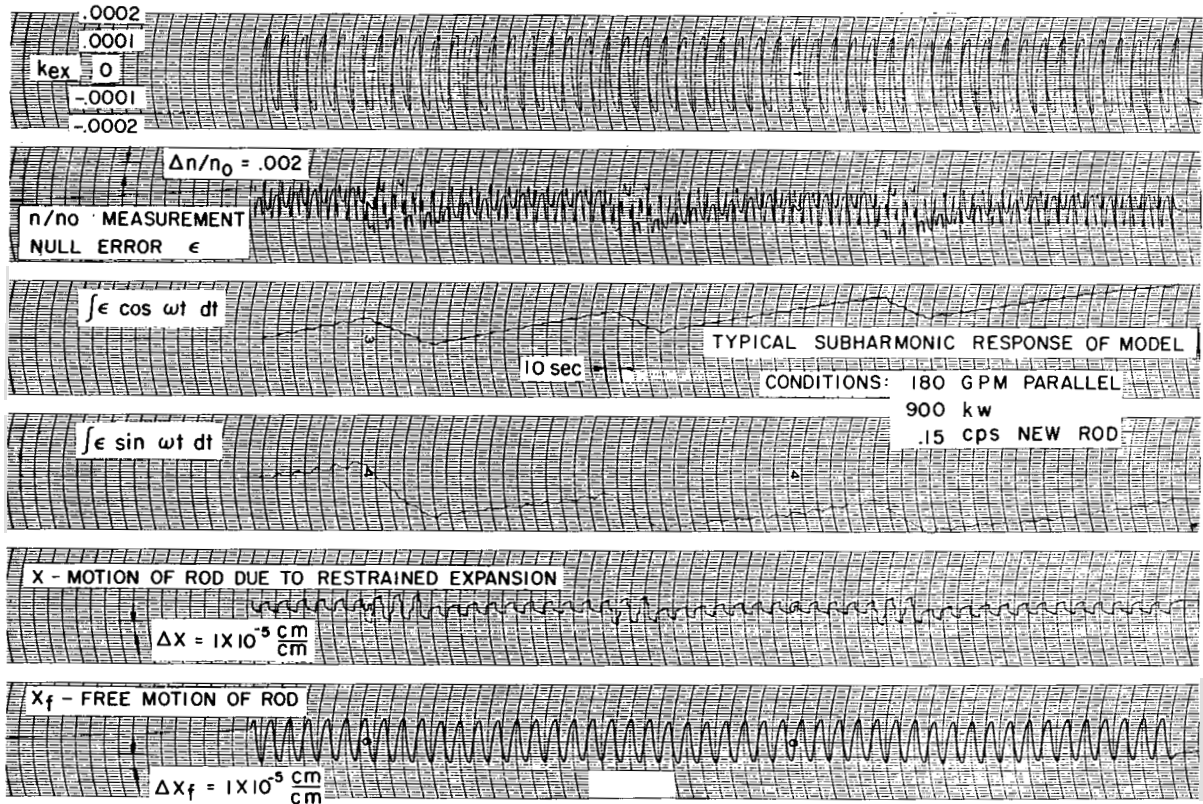 .0002
.0001
kex 0
-.0001
-.0002
Δn/n₀ = .002
n/no MEASUREMENT
NULL ERROR ϵ
∫ϵ cos ωt dt
10 sec
TYPICAL SUBHARMONIC RESPONSE OF MODEL
CONDITIONS: 180 GPM PARALLEL
900 kw
.15 cps NEW ROD
∫ϵ sin ωt dt
X - MOTION OF ROD DUE TO RESTRAINED EXPANSION
ΔX = 1X10⁻⁵ cm/cm
Xf - FREE MOTION OF ROD
ΔXf = 1X10⁻⁵ cm/cm